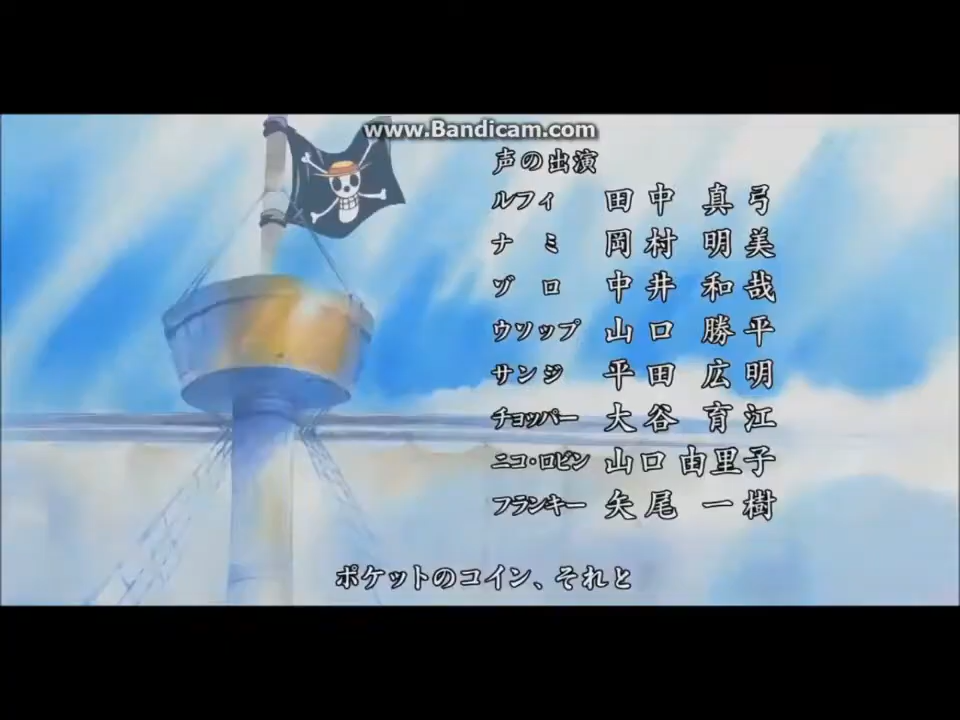 www.Bandicam.com
声の出演
ルフィ 田中 真弓
ナミ 岡村 明美
ゾロ 中井 和哉
ウソップ 山口 勝平
サンジ 平田 広明
チョッパー 大谷 育江
ニコ・ロビン 山口 由里子
フランキー 矢尾 一樹
ポケットのコイン、それと